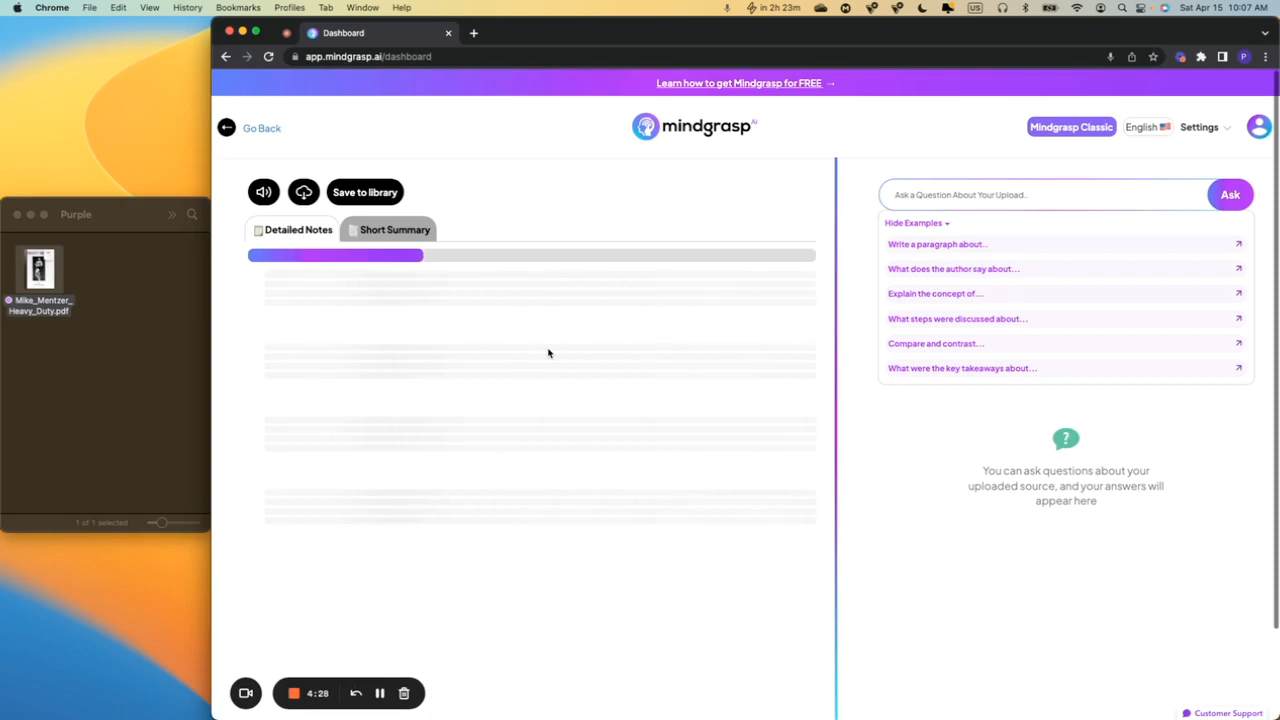 Chrome File Edit View History Bookmarks Profiles Tab Window Help
in 2h 23m US Sat Apr 15 10:07 AM
Dashboard
app.mindgrasp.ai/dashboard
Learn how to get Mindgrasp for FREE →
Go Back
mindgrasp Ai
Mindgrasp Classic English Settings
Purple
Mike_Mentzer_
Heavy_Duty.pdf
1 of 1 selected
Save to library
Detailed Notes Short Summary
Ask a Question About Your Upload.. Ask
Hide Examples
Write a paragraph about..
What does the author say about...
Explain the concept of...
What steps were discussed about...
Compare and contrast...
What were the key takeaways about...
?
You can ask questions about your
uploaded source, and your answers will
appear here
4:28
Customer Support